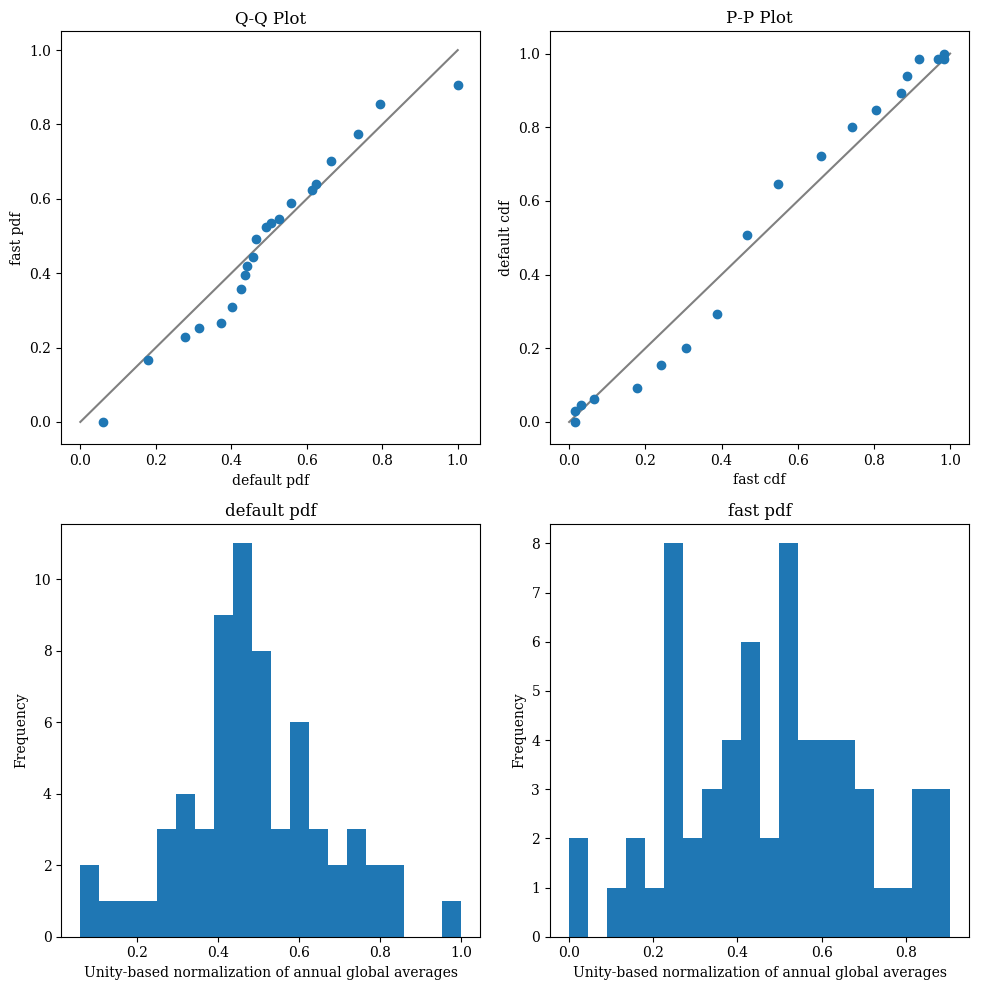 Q-Q Plot
fast pdf
1.0
0.8
0.6
0.4
0.2
0.0
0.0 0.2 0.4 0.6 0.8 1.0
default pdf
P-P Plot
default cdf
1.0
0.8
0.6
0.4
0.2
0.0
0.0 0.2 0.4 0.6 0.8 1.0
fast cdf
default pdf
Frequency
10
8
6
4
2
0
0.2 0.4 0.6 0.8 1.0
Unity-based normalization of annual global averages
fast pdf
Frequency
8
7
6
5
4
3
2
1
0
0.0 0.2 0.4 0.6 0.8
Unity-based normalization of annual global averages